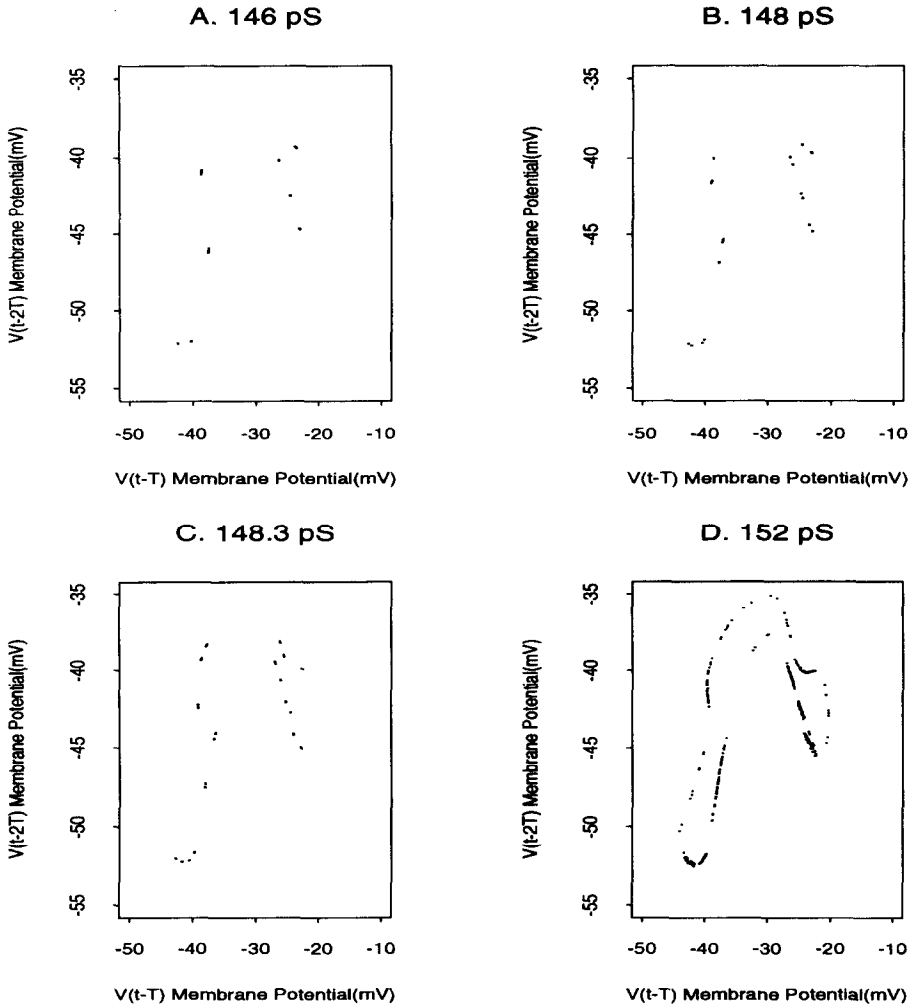 A. 146 pS
V(t-2T) Membrane Potential(mV)
-35
-40
-45
-50
-55
-50 -40 -30 -20 -10
V(t-T) Membrane Potential(mV)
B. 148 pS
V(t-2T) Membrane Potential(mV)
-35
-40
-45
-50
-55
-50 -40 -30 -20 -10
V(t-T) Membrane Potential(mV)
C. 148.3 pS
V(t-2T) Membrane Potential(mV)
-35
-40
-45
-50
-55
-50 -40 -30 -20 -10
V(t-T) Membrane Potential(mV)
D. 152 pS
V(t-2T) Membrane Potential(mV)
-35
-40
-45
-50
-55
-50 -40 -30 -20 -10
V(t-T) Membrane Potential(mV)